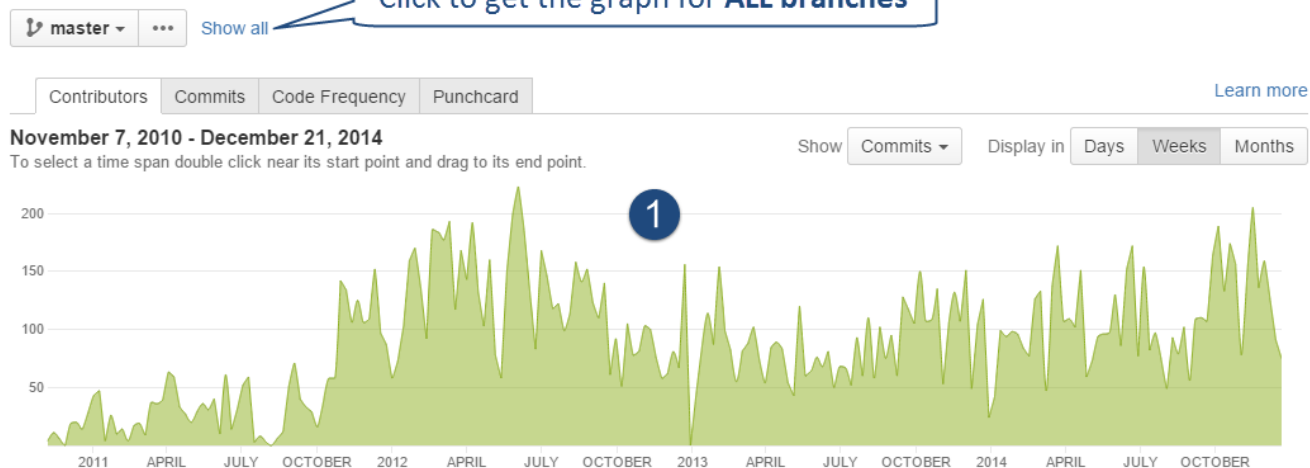 Click to get the graph for ALL branches
master
Show all
Contributors Commits Code Frequency Punchcard
Learn more
November 7, 2010 - December 21, 2014
To select a time span double click near its start point and drag to its end point.
Show Commits Display in Days Weeks Months
200
1
150
100
50
2011 APRIL JULY OCTOBER 2012 APRIL JULY OCTOBER 2013 APRIL JULY OCTOBER 2014 APRIL JULY OCTOBER